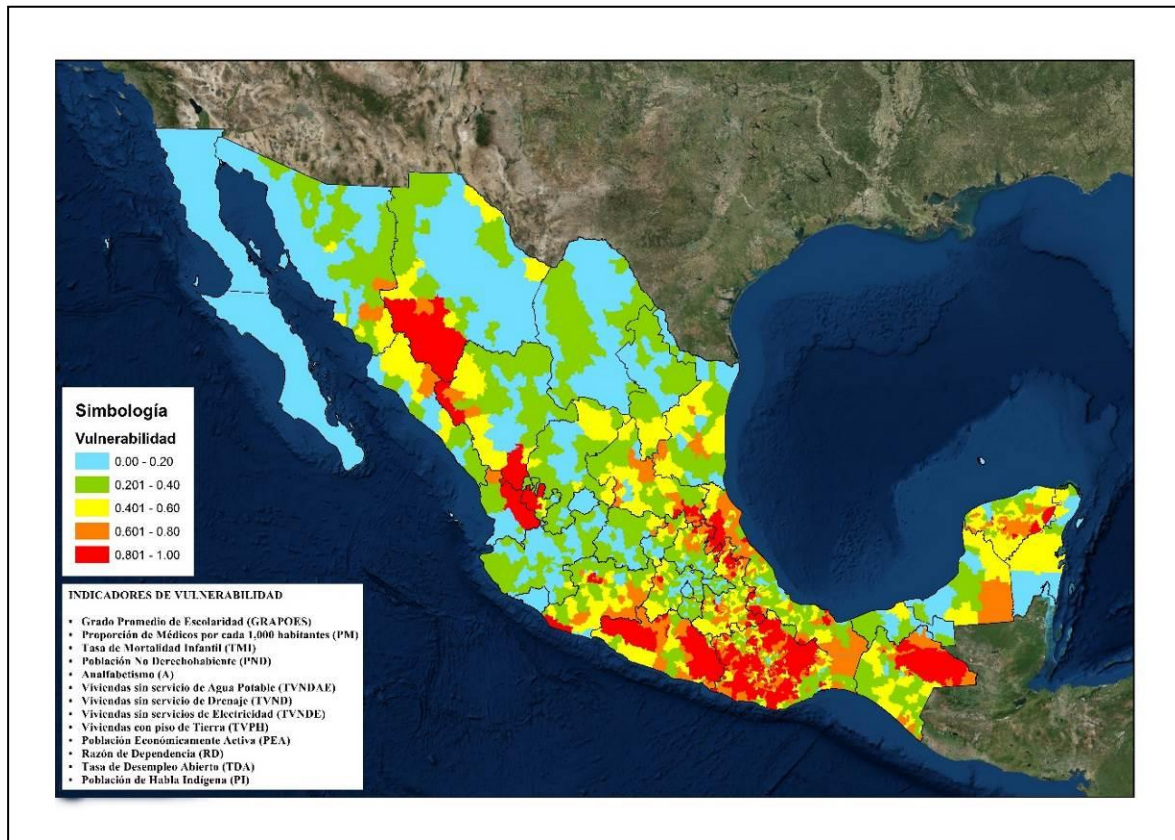 Simbología
Vulnerabilidad
0.00 - 0.20
0.201 - 0.40
0.401 - 0.60
0.601 - 0.80
0.801 - 1.00
INDICADORES DE VULNERABILIDAD
• Grado Promedio de Escolaridad (GRAPOES)
• Proporción de Médicos por cada 1,000 habitantes (PM)
• Tasa de Mortalidad Infantil (TMI)
• Población No Derechohabiente (PND)
• Analfabetismo (A)
• Viviendas sin servicio de Agua Potable (TVNDAE)
• Viviendas sin servicio de Drenaje (TVND)
• Viviendas sin servicios de Electricidad (TVNDE)
• Viviendas con piso de Tierra (TVPH)
• Población Económicamente Activa (PEA)
• Razón de Dependencia (RD)
• Tasa de Desempleo Abierto (TDA)
• Población de Habla Indígena (PI)